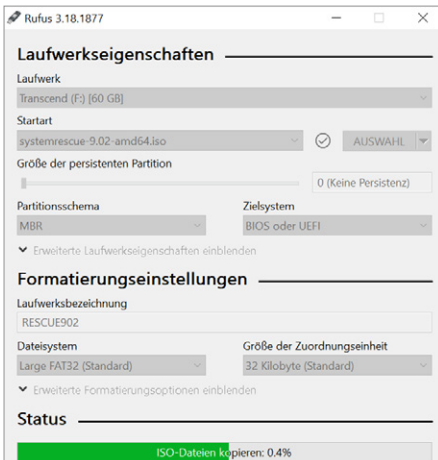 Rufus 3.18.1877
Laufwerkseigenschaften
Laufwerk
Transcend (F:) [60 GB]
Startart
systemrescue-9.02-amd64.iso
AUSWAHL
Größe der persistenten Partition
0 (Keine Persistenz)
Partitionsschema Zielsystem
MBR BIOS oder UEFI
Erweiterte Laufwerkseigenschaften einblenden
Formatierungseinstellungen
Laufwerksbezeichnung
RESCUE902
Dateisystem Größe der Zuordnungseinheit
Large FAT32 (Standard) 32 Kilobyte (Standard)
Erweiterte Formatierungsoptionen einblenden
Status
ISO-Dateien kopieren: 0.4%